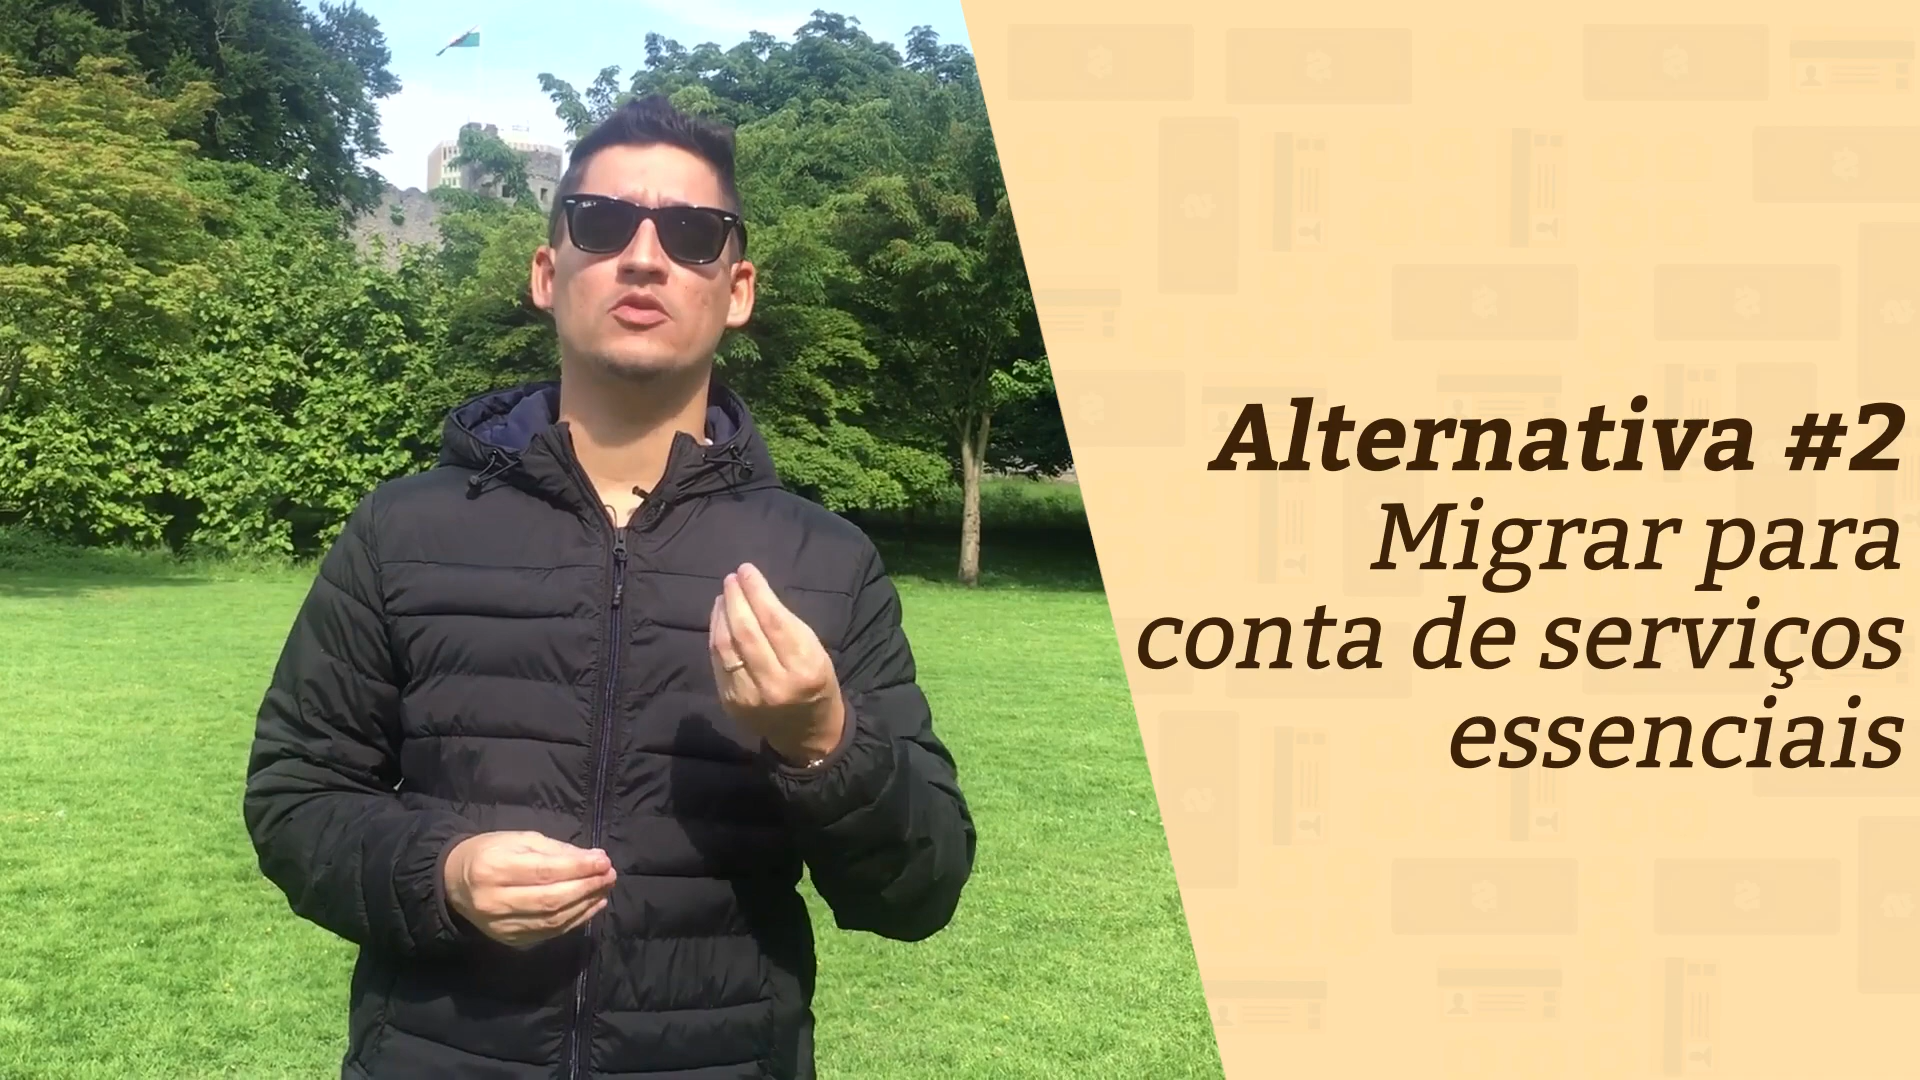 Alternativa #2
Migrar para
conta de serviços
essenciais